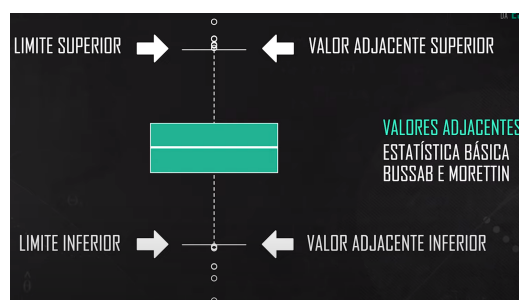 LIMITE SUPERIOR
VALOR ADJACENTE SUPERIOR
VALORES ADJACENTES
ESTATÍSTICA BÁSICA
BUSSAB E MORETTIN
LIMITE INFERIOR
VALOR ADJACENTE INFERIOR